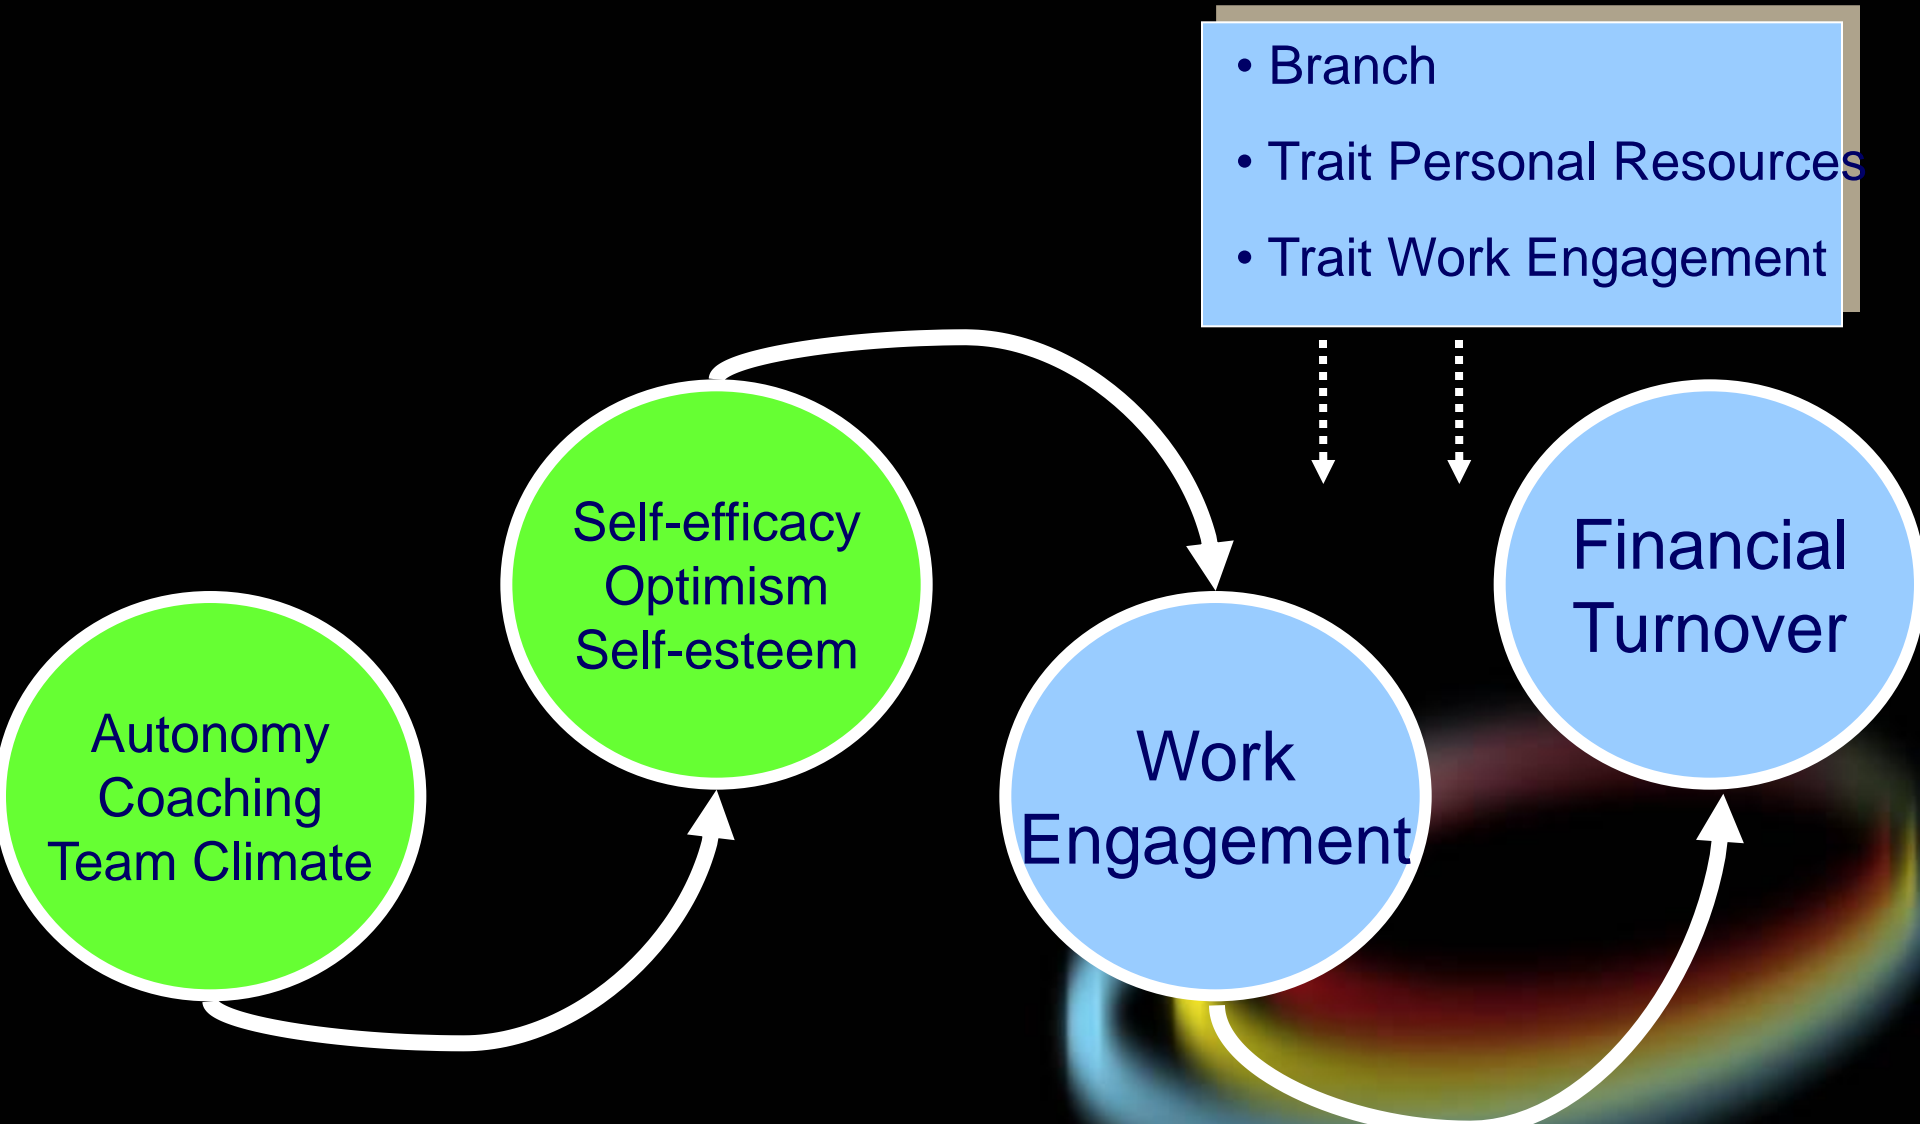 • Branch
• Trait Personal Resources
• Trait Work Engagement
Self-efficacy
Optimism
Self-esteem
Financial
Turnover
Autonomy
Coaching
Team Climate
Work
Engagement